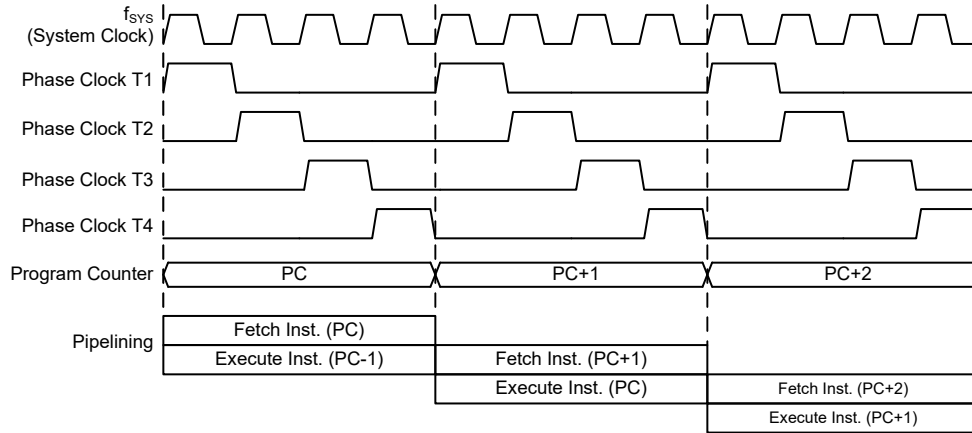 fSYS
(System Clock)
Phase Clock T1
Phase Clock T2
Phase Clock T3
Phase Clock T4
Program Counter PC PC+1 PC+2
Pipelining
Fetch Inst. (PC)
Execute Inst. (PC-1) Fetch Inst. (PC+1)
Execute Inst. (PC) Fetch Inst. (PC+2)
Execute Inst. (PC+1)